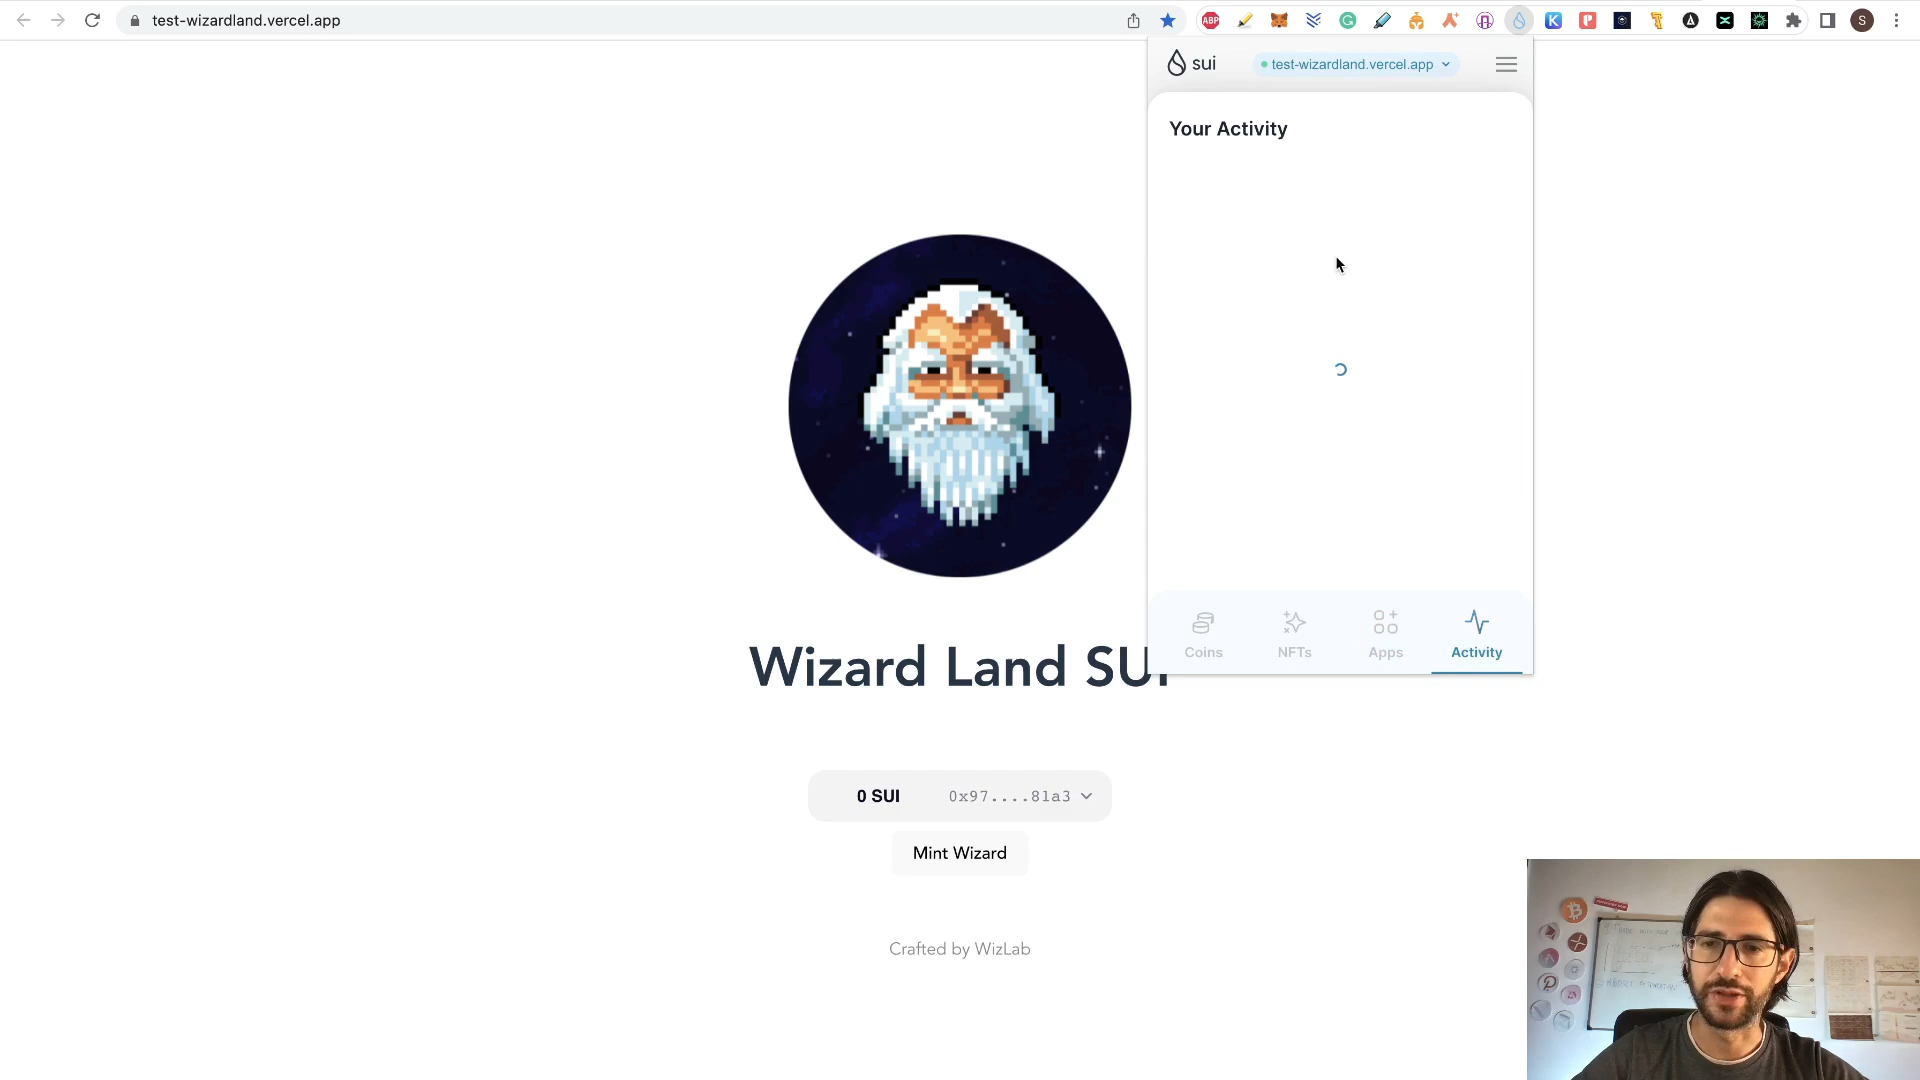 test-wizardland.vercel.app
ABP
S
sui
test-wizardland.vercel.app
Your Activity
Coins
NFTs
Apps
Activity
Wizard Land SUI
0 SUI
0x97....81a3
Mint Wizard
Crafted by WizLab